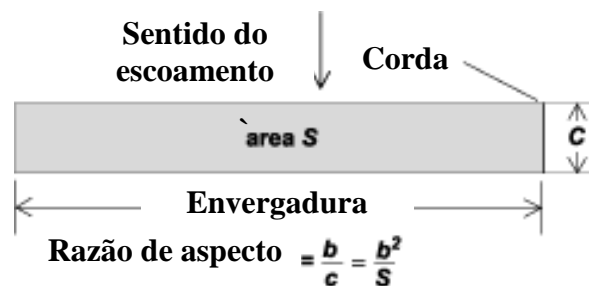 Sentido do
escoamento
Corda
`area S
C
Envergadura
Razão de aspecto = b/c = b²/S